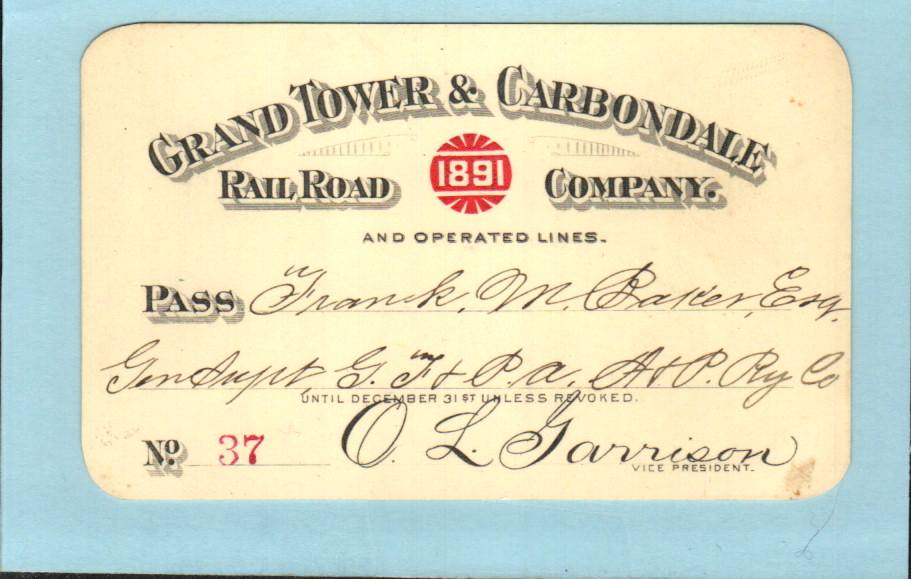 GRAND TOWER & CARBONDALE
RAIL ROAD 1891 COMPANY.
AND OPERATED LINES.
PASS Frank. M. Baker, Esq.
Gen Supt, G. F & P. A. A & P. Ry Co
UNTIL DECEMBER 31ST UNLESS REVOKED.
No 37 O. L. Garrison
VICE PRESIDENT.